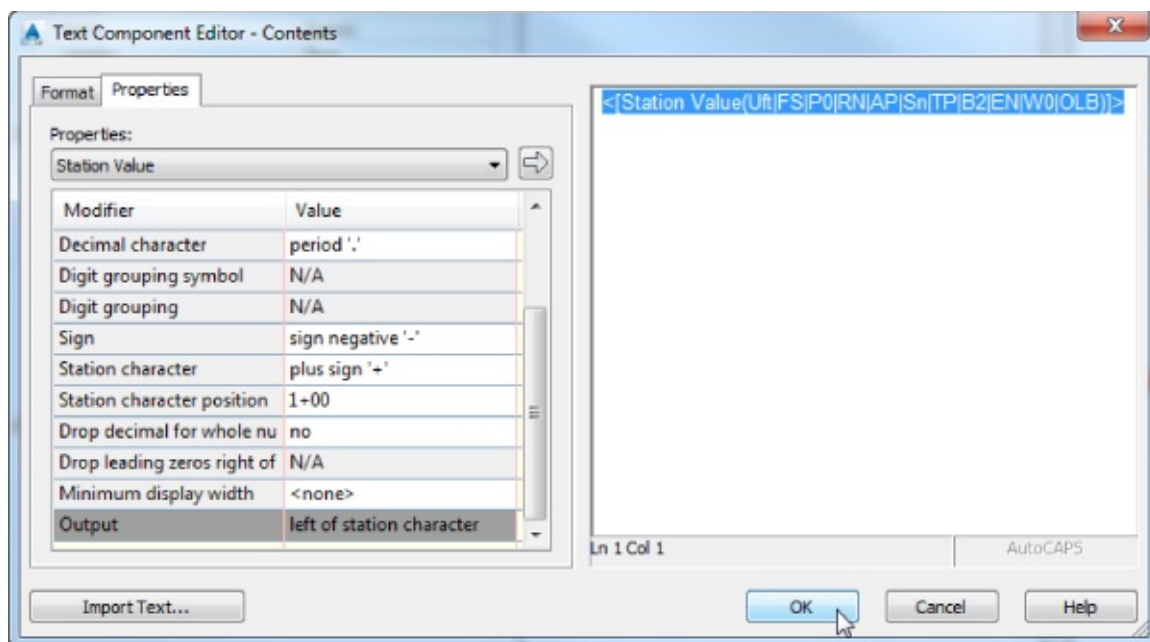 Text Component Editor - Contents
Format Properties
Properties:
Station Value
Modifier Value
Decimal character period '.'
Digit grouping symbol N/A
Digit grouping N/A
Sign sign negative '-'
Station character plus sign '+'
Station character position 1+00
Drop decimal for whole nu no
Drop leading zeros right of N/A
Minimum display width <none>
Output left of station character
<[Station Value(Uft|FS|P0|RN|AP|Sn|TP|B2|EN|W0|OLB)]>
Ln 1 Col 1 AutoCAPS
Import Text... OK Cancel Help